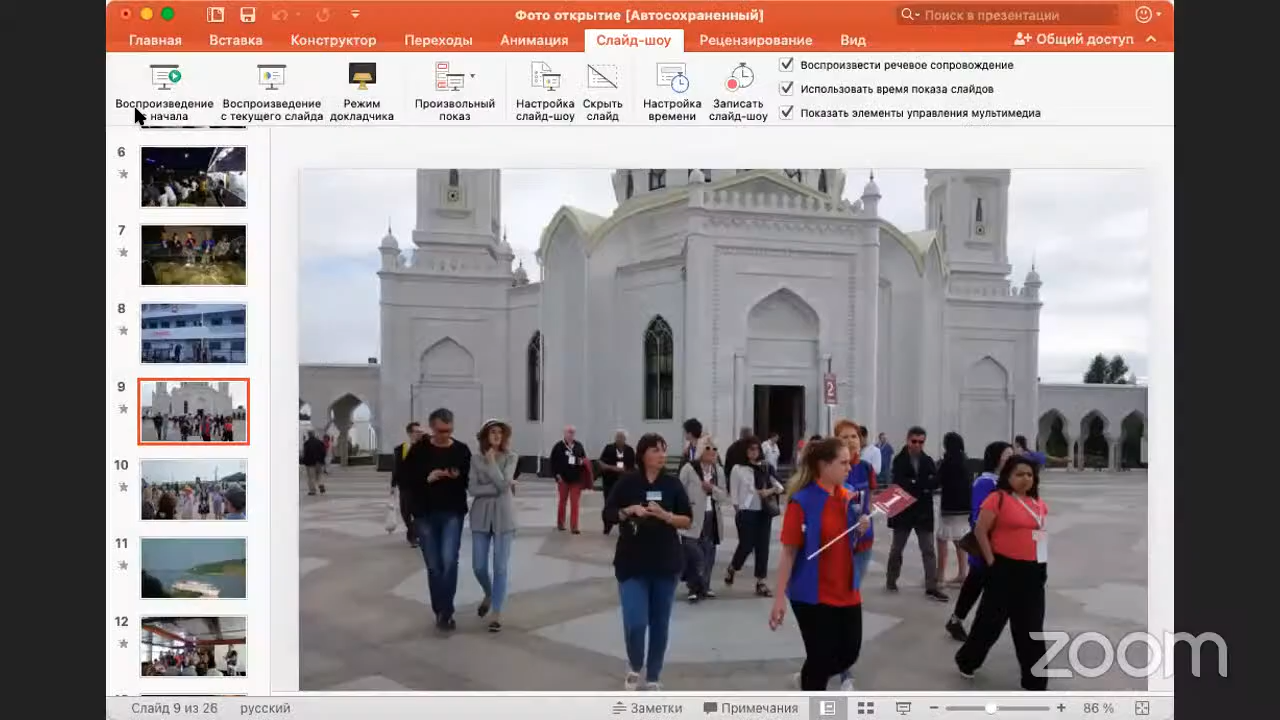 Фото открытие [Автосохраненный]
Поиск в презентации
Главная Вставка Конструктор Переходы Анимация Слайд-шоу Рецензирование Вид Общий доступ
Воспроизведение
с начала
Воспроизведение
с текущего слайда
Режим
докладчика
Произвольный
показ
Настройка
слайд-шоу
Скрыть
слайд
Настройка
времени
Записать
слайд-шоу
Воспроизвести речевое сопровождение
Использовать время показа слайдов
Показать элементы управления мультимедиа
6
7
8
9
10
11
12
2
zoom
Слайд 9 из 26 русский Заметки Примечания 86 %